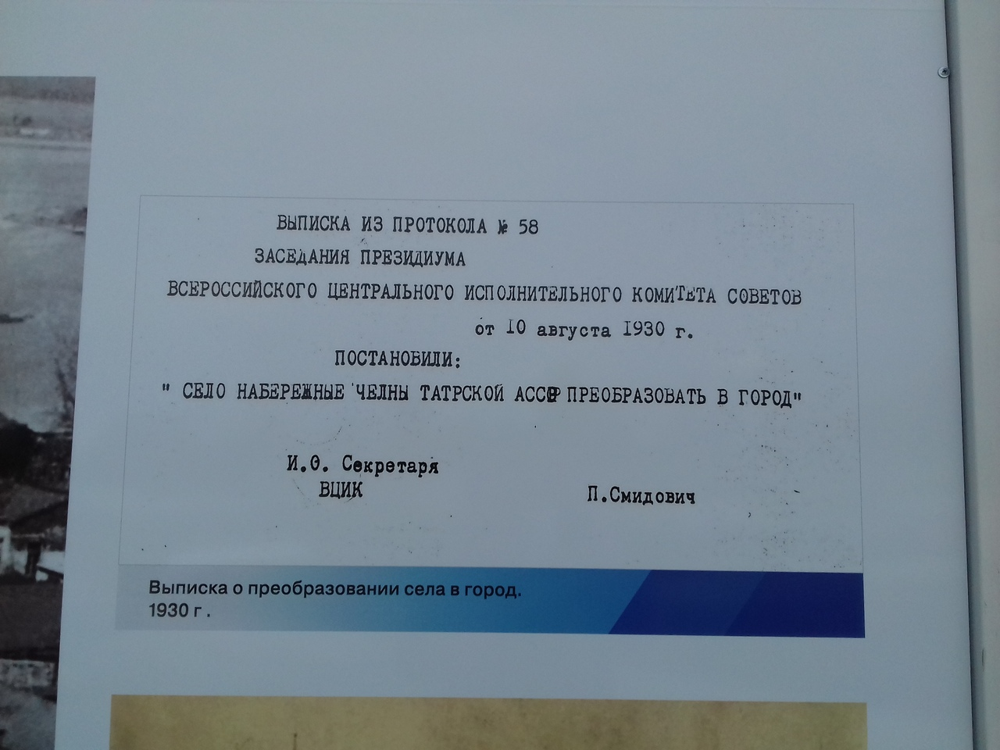 ВЫПИСКА ИЗ ПРОТОКОЛА № 58
ЗАСЕДАНИЯ ПРЕЗИДИУМА
ВСЕРОССИЙСКОГО ЦЕНТРАЛЬНОГО ИСПОЛНИТЕЛЬНОГО КОМИТЕТА СОВЕТОВ
от 10 августа 1930 г.
ПОСТАНОВИЛИ:
" СЕЛО НАБЕРЕЖНЫЕ ЧЕЛНЫ ТАТРСКОЙ АССР ПРЕОБРАЗОВАТЬ В ГОРОД"
И.О. Секретаря
ВЦИК
П.Смидович
Выписка о преобразовании села в город.
1930 г .